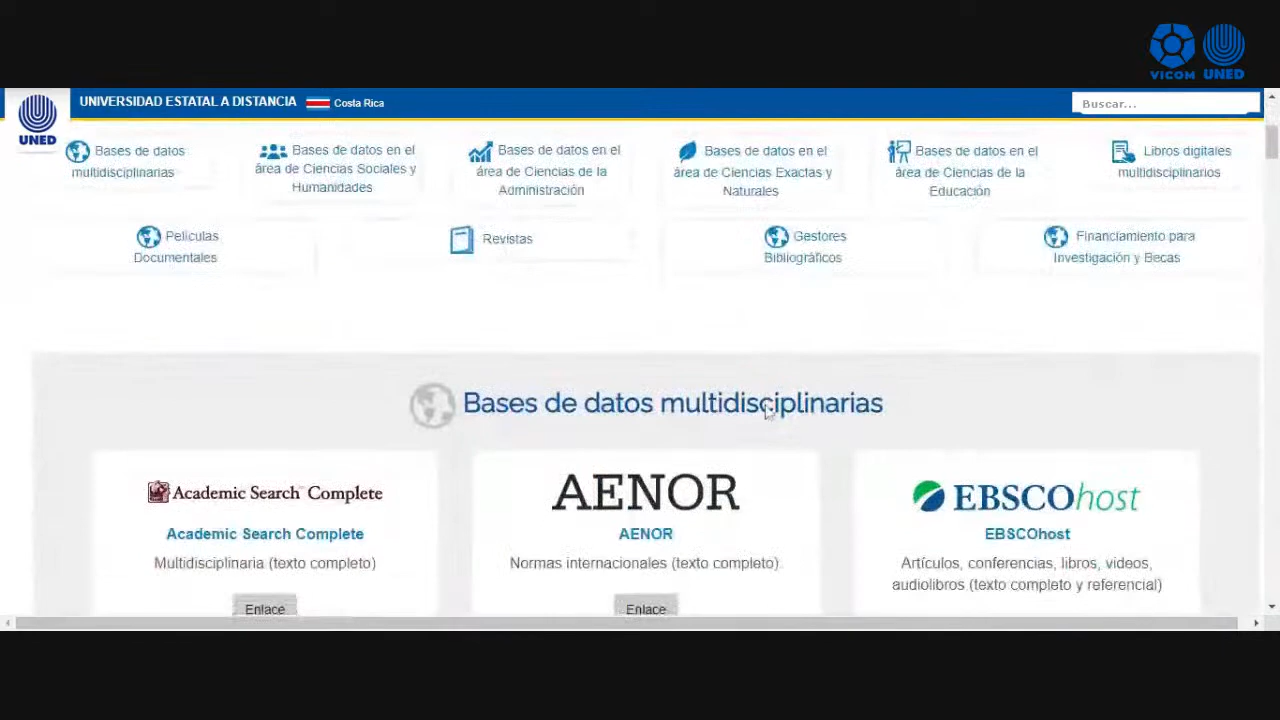 VICOM UNED
UNED
UNIVERSIDAD ESTATAL A DISTANCIA Costa Rica
Buscar...
Bases de datos
multidisciplinarias
Bases de datos en el
área de Ciencias Sociales y
Humanidades
Bases de datos en el
área de Ciencias de la
Administración
Bases de datos en el
área de Ciencias Exactas y
Naturales
Bases de datos en el
área de Ciencias de la
Educación
Libros digitales
multidisciplinarios
Películas
Documentales
Revistas
Gestores
Bibliográficos
Financiamiento para
Investigación y Becas
Bases de datos multidisciplinarias
Academic Search™ Complete
Academic Search Complete
Multidisciplinaria (texto completo)
Enlace
AENOR
AENOR
Normas internacionales (texto completo).
Enlace
EBSCOhost
EBSCOhost
Artículos, conferencias, libros, videos,
audiolibros (texto completo y referencial)